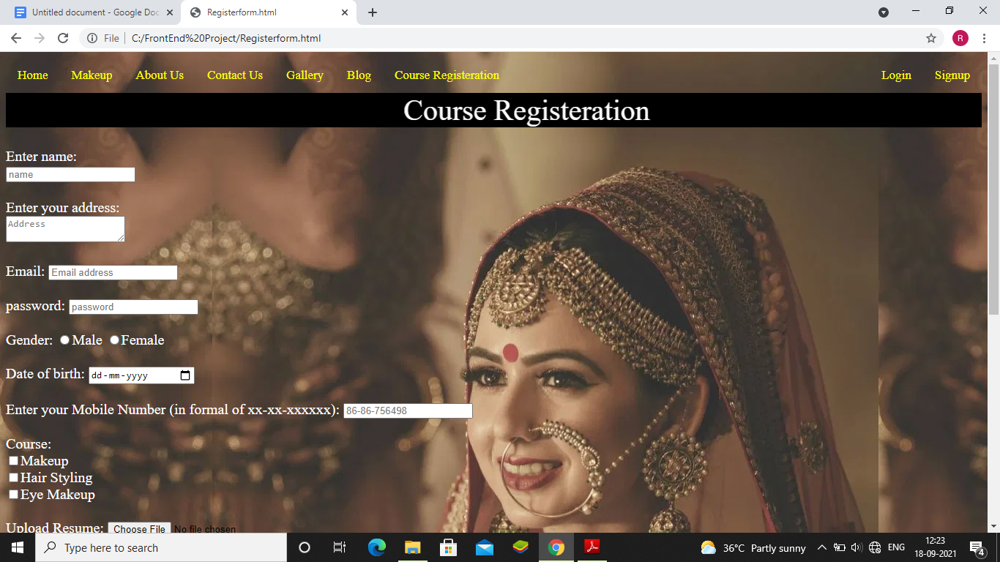 Untitled document - Google Doc
Registerform.html
File
C:/FrontEnd%20Project/Registerform.html
R
Home Makeup About Us Contact Us Gallery Blog Course Registeration Login Signup
Course Registeration
Enter name:
name
Enter your address:
Address
Email: Email address
password: password
Gender: Male Female
Date of birth: dd-mm-yyyy
Enter your Mobile Number (in formal of xx-xx-xxxxxx): 86-86-756498
Course:
Makeup
Hair Styling
Eye Makeup
Upload Resume: Choose File No file chosen
Type here to search
36°C Partly sunny
ENG
12:23
18-09-2021
4